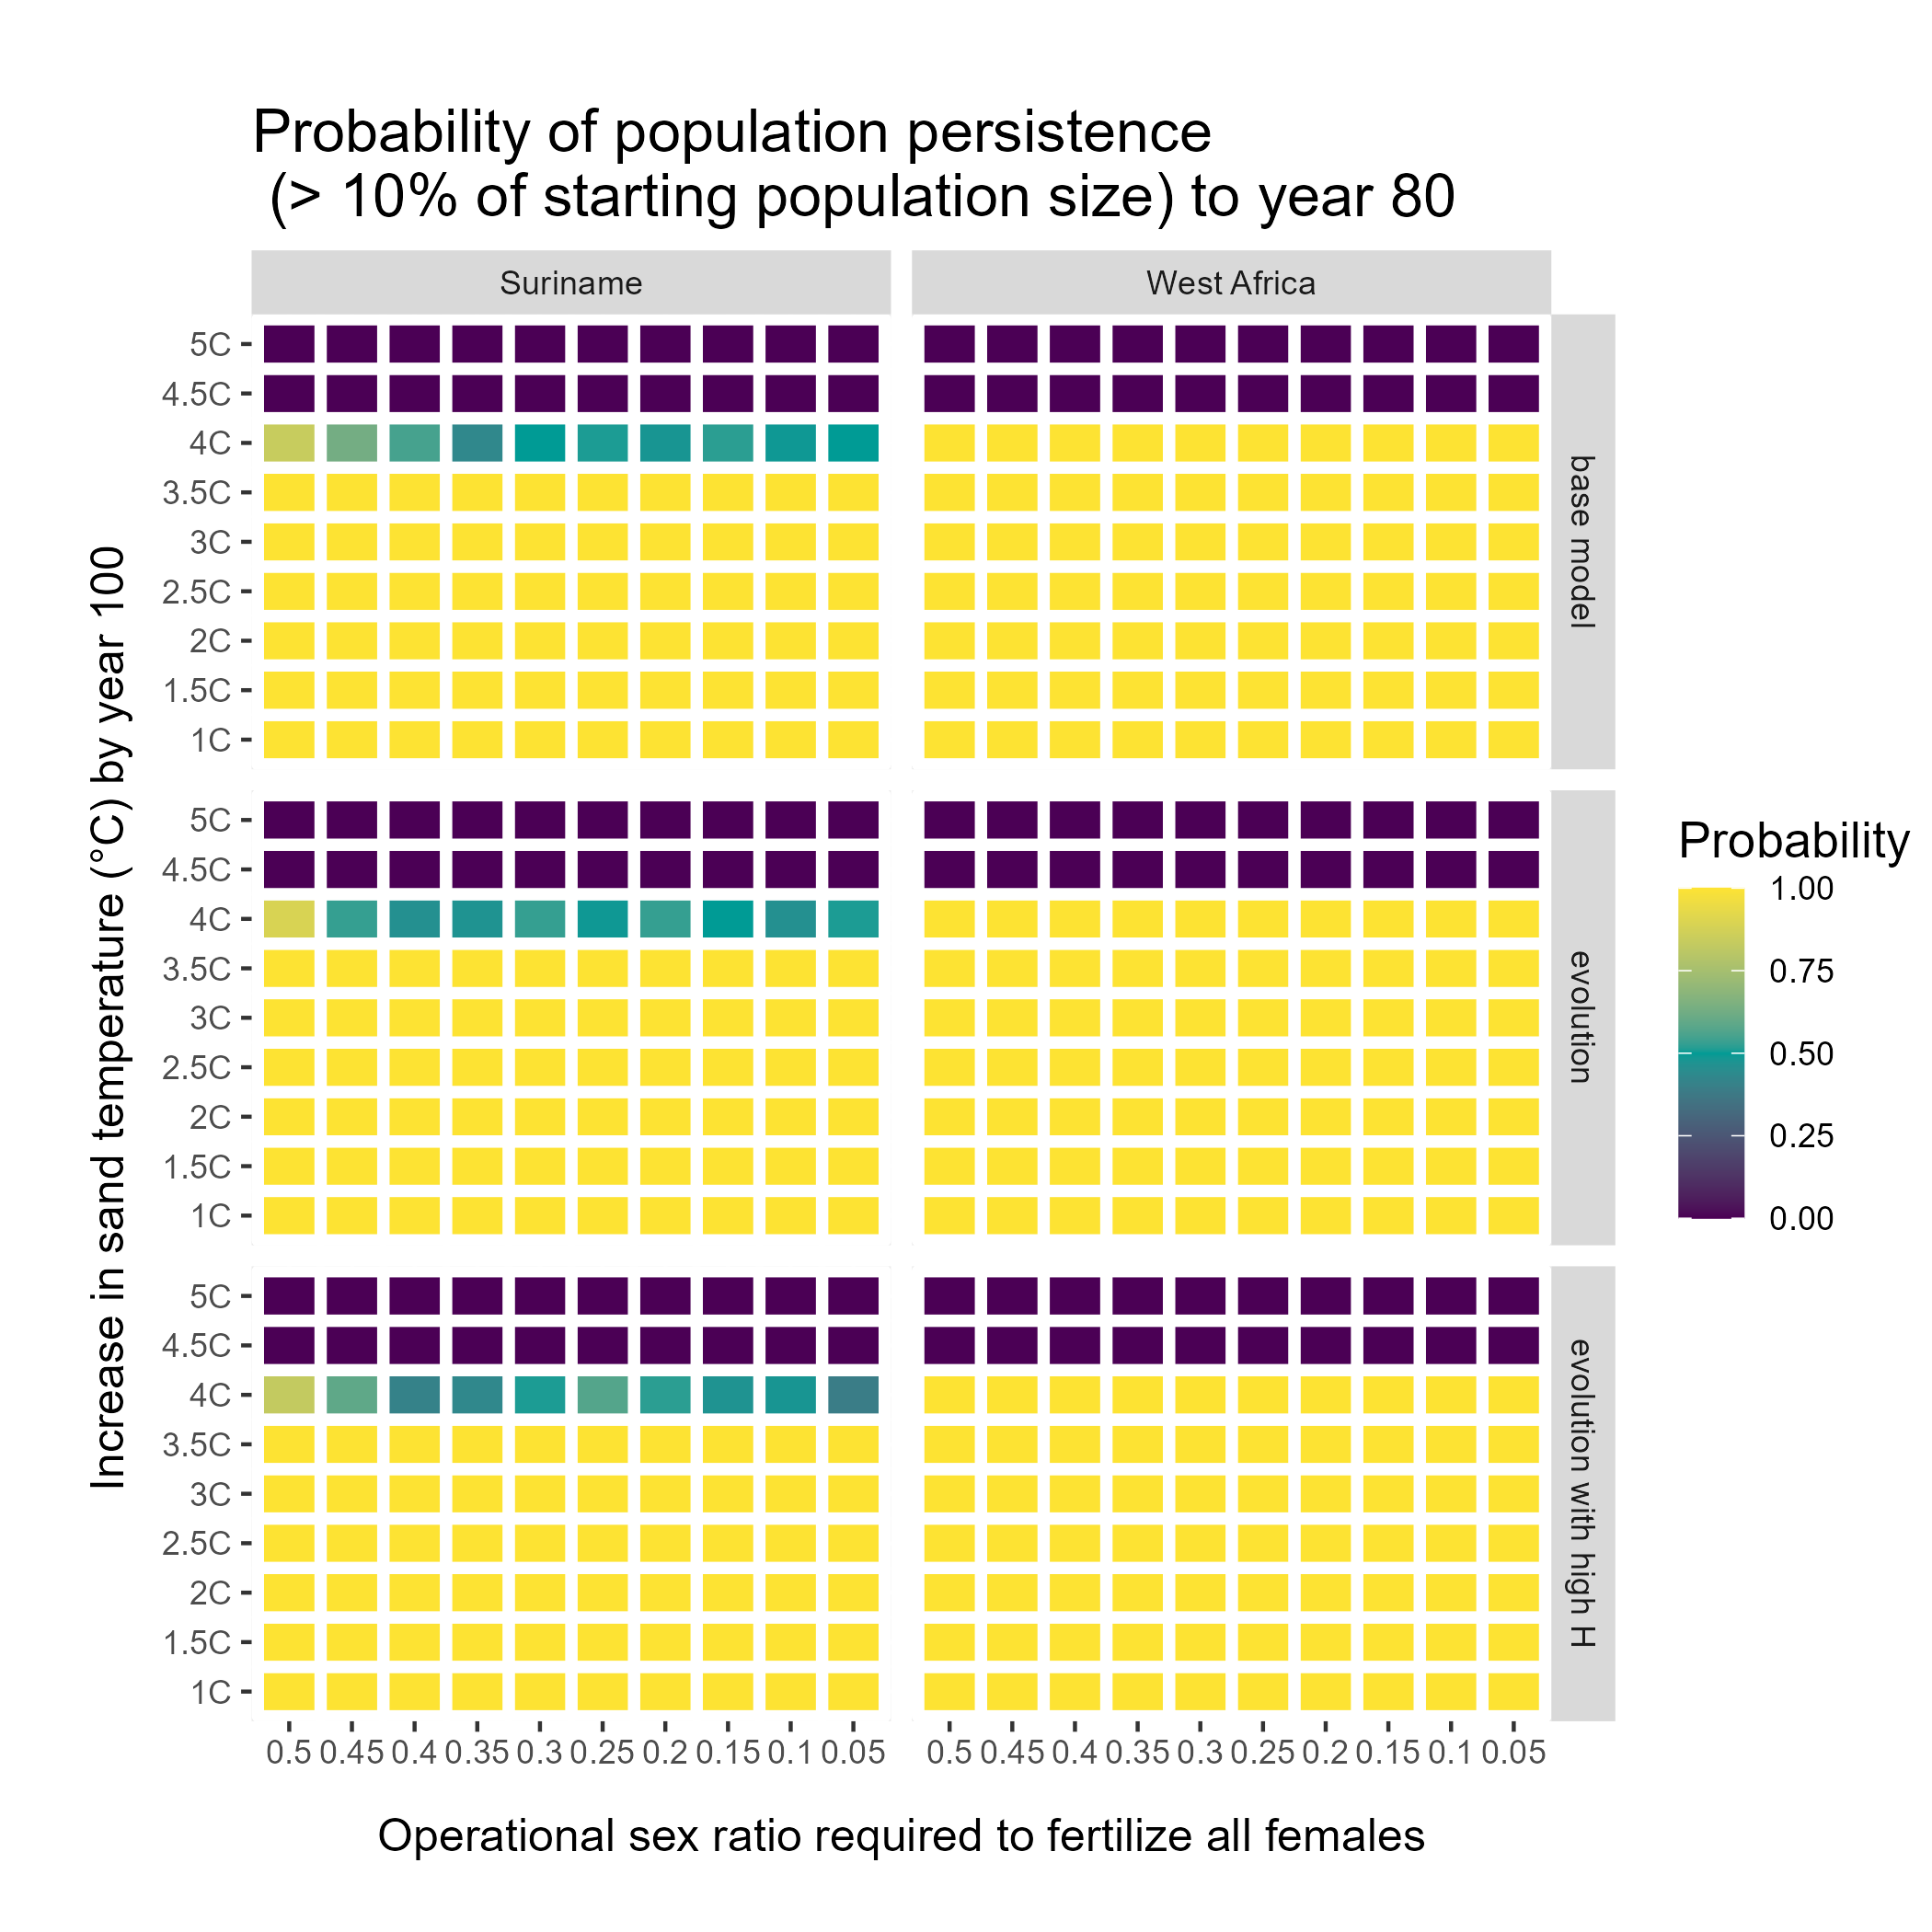 Probability of population persistence
(> 10% of starting population size) to year 80
Suriname
West Africa
5C
4.5C
4C
3.5C
3C
2.5C
2C
1.5C
1C
base model
5C
4.5C
4C
3.5C
3C
2.5C
2C
1.5C
1C
evolution
5C
4.5C
4C
3.5C
3C
2.5C
2C
1.5C
1C
evolution with high H
Increase in sand temperature (°C) by year 100
0.5 0.45 0.4 0.35 0.3 0.25 0.2 0.15 0.1 0.05
0.5 0.45 0.4 0.35 0.3 0.25 0.2 0.15 0.1 0.05
Operational sex ratio required to fertilize all females
Probability
1.00
0.75
0.50
0.25
0.00